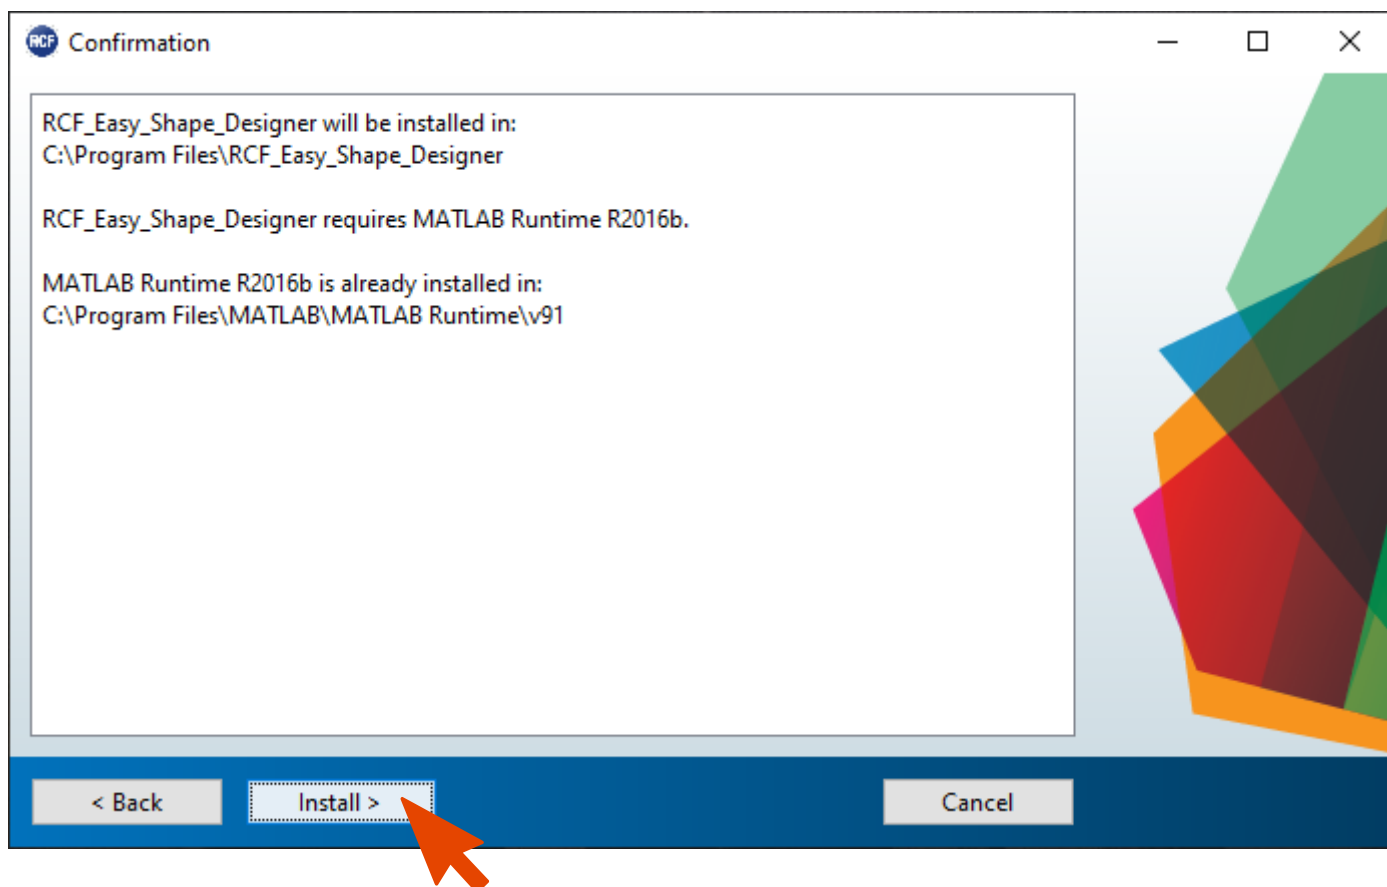 RCF Confirmation
RCF_Easy_Shape_Designer will be installed in:
C:\Program Files\RCF_Easy_Shape_Designer
RCF_Easy_Shape_Designer requires MATLAB Runtime R2016b.
MATLAB Runtime R2016b is already installed in:
C:\Program Files\MATLAB\MATLAB Runtime\v91
< Back Install > Cancel